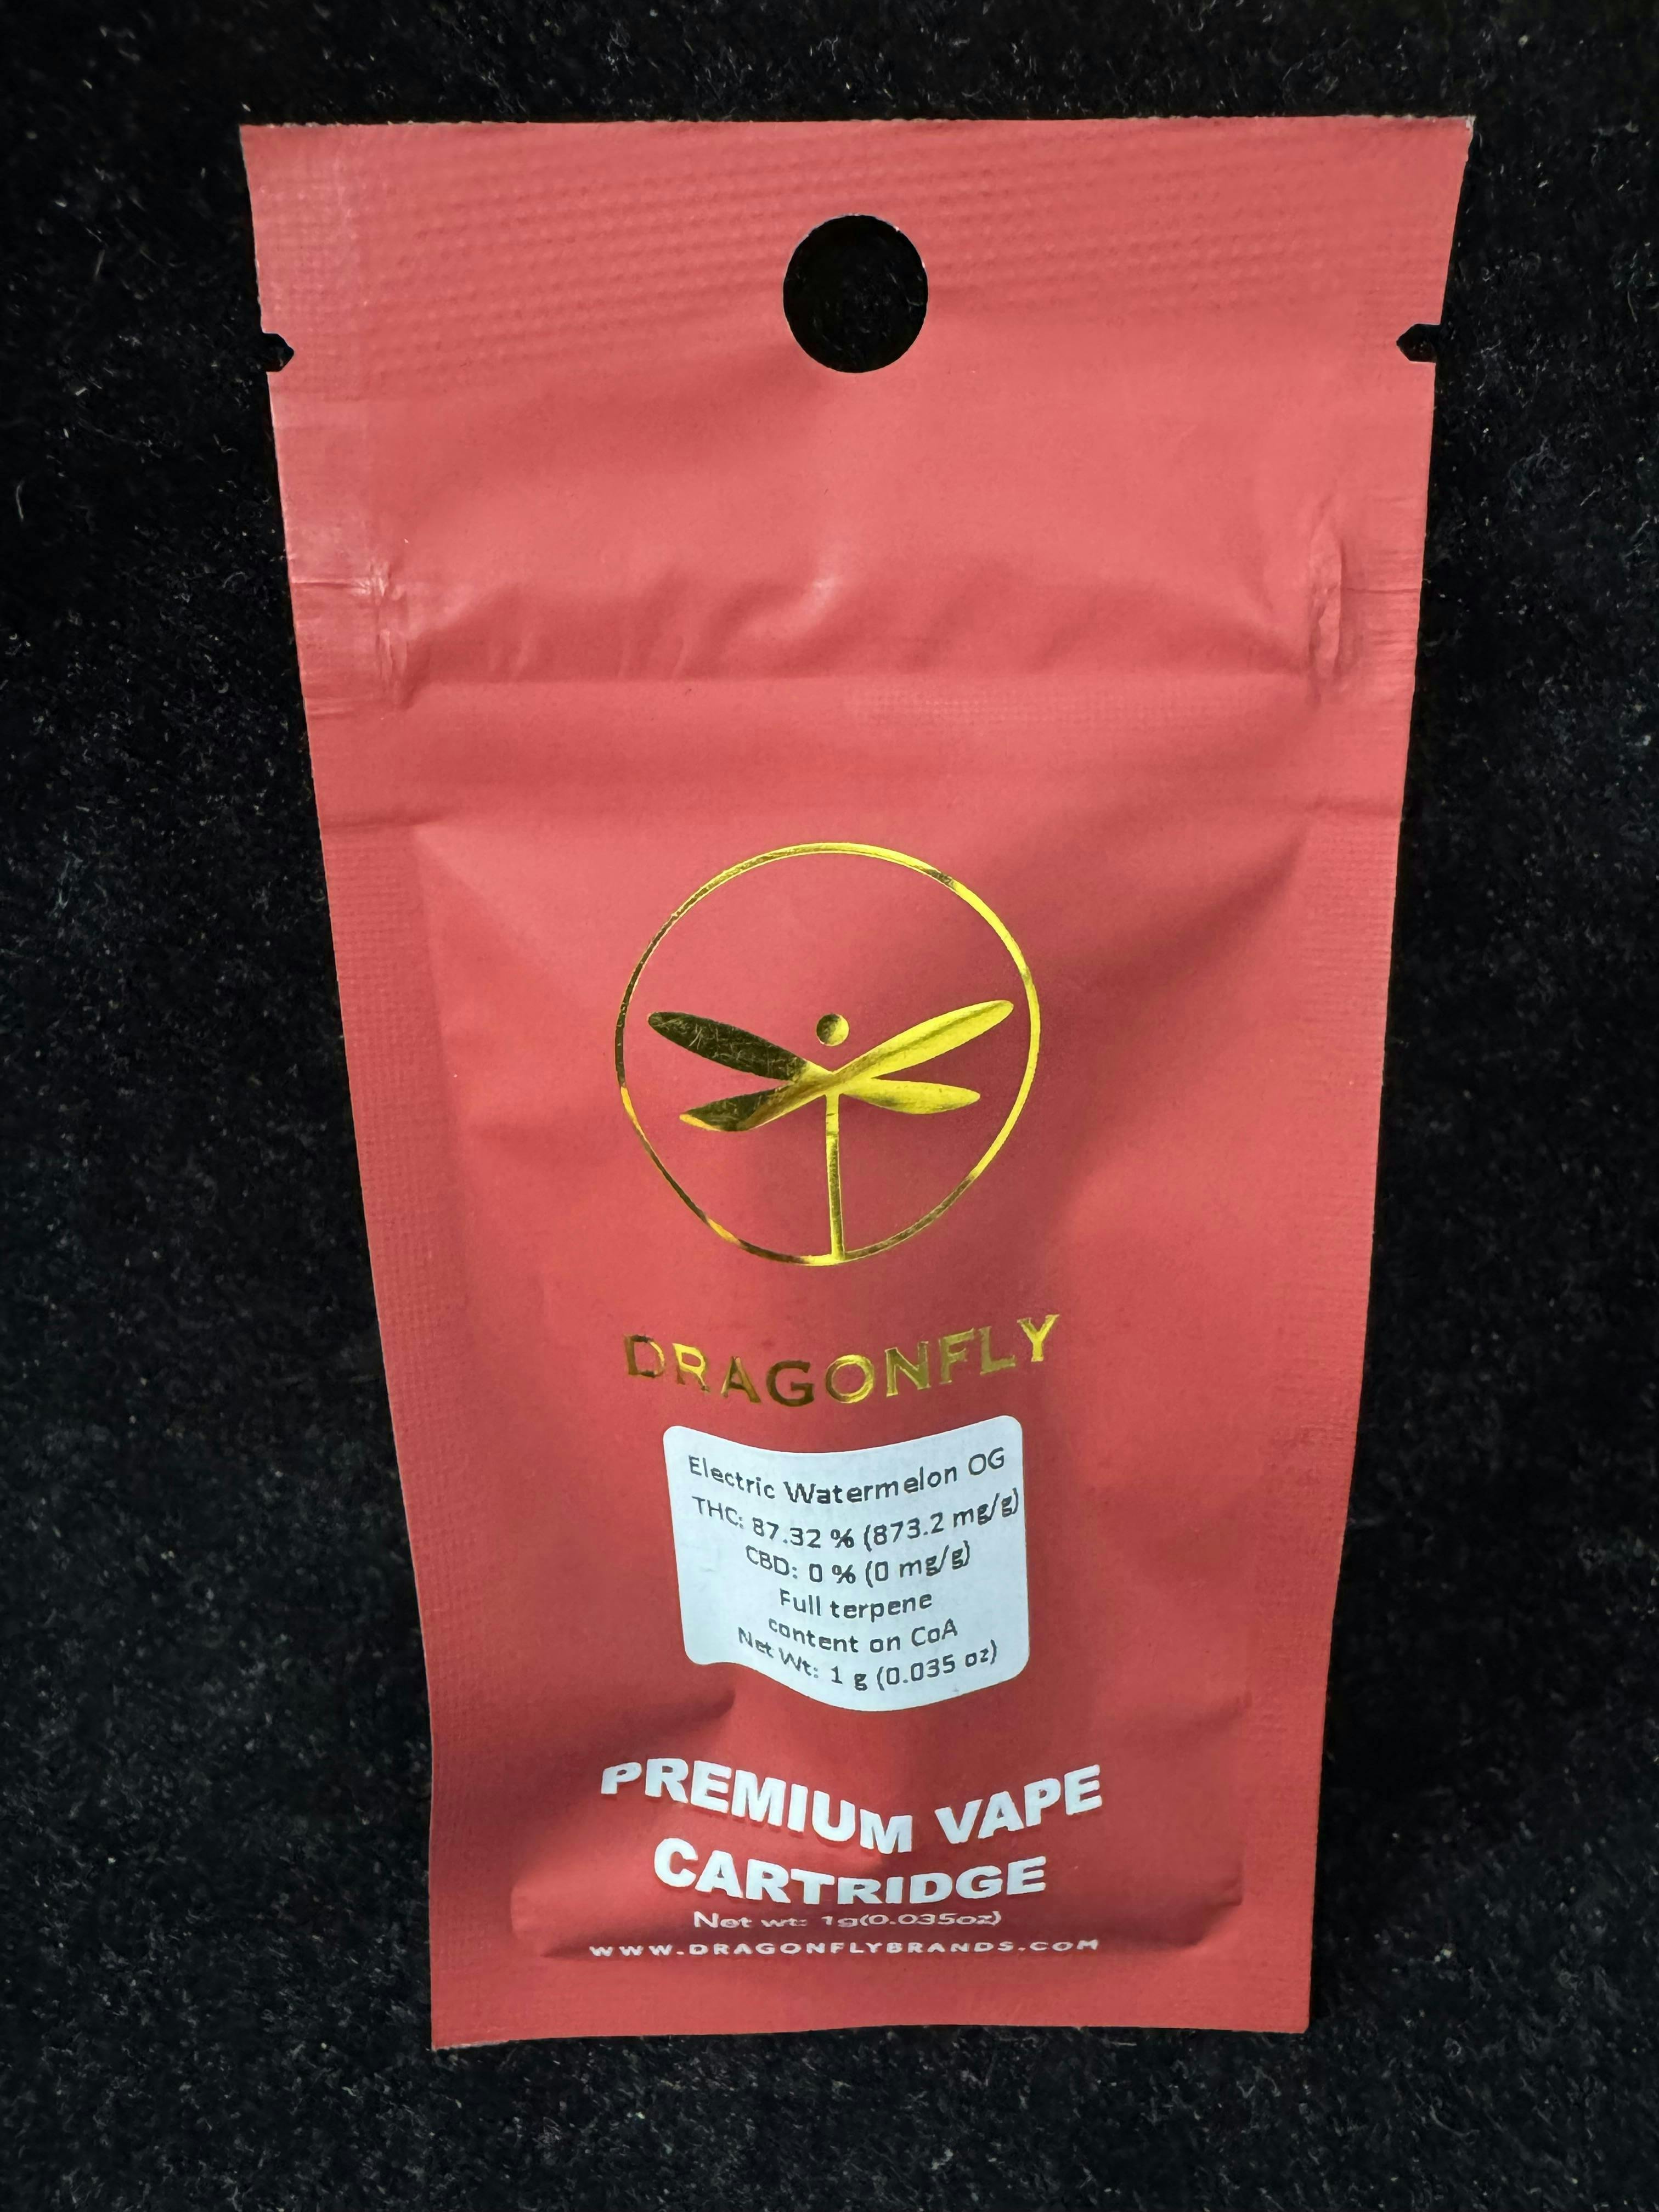 DRAGONFLY
Electric Watermelon OG
THC: 87.32 % (873.2 mg/g)
CBD: 0 % (0 mg/g)
Full terpene
content on CoA
Net Wt: 1 g (0.035 oz)
PREMIUM VAPE
CARTRIDGE
Net wt: 1g(0.035oz)
WWW.DRAGONFLYBRANDS.COM